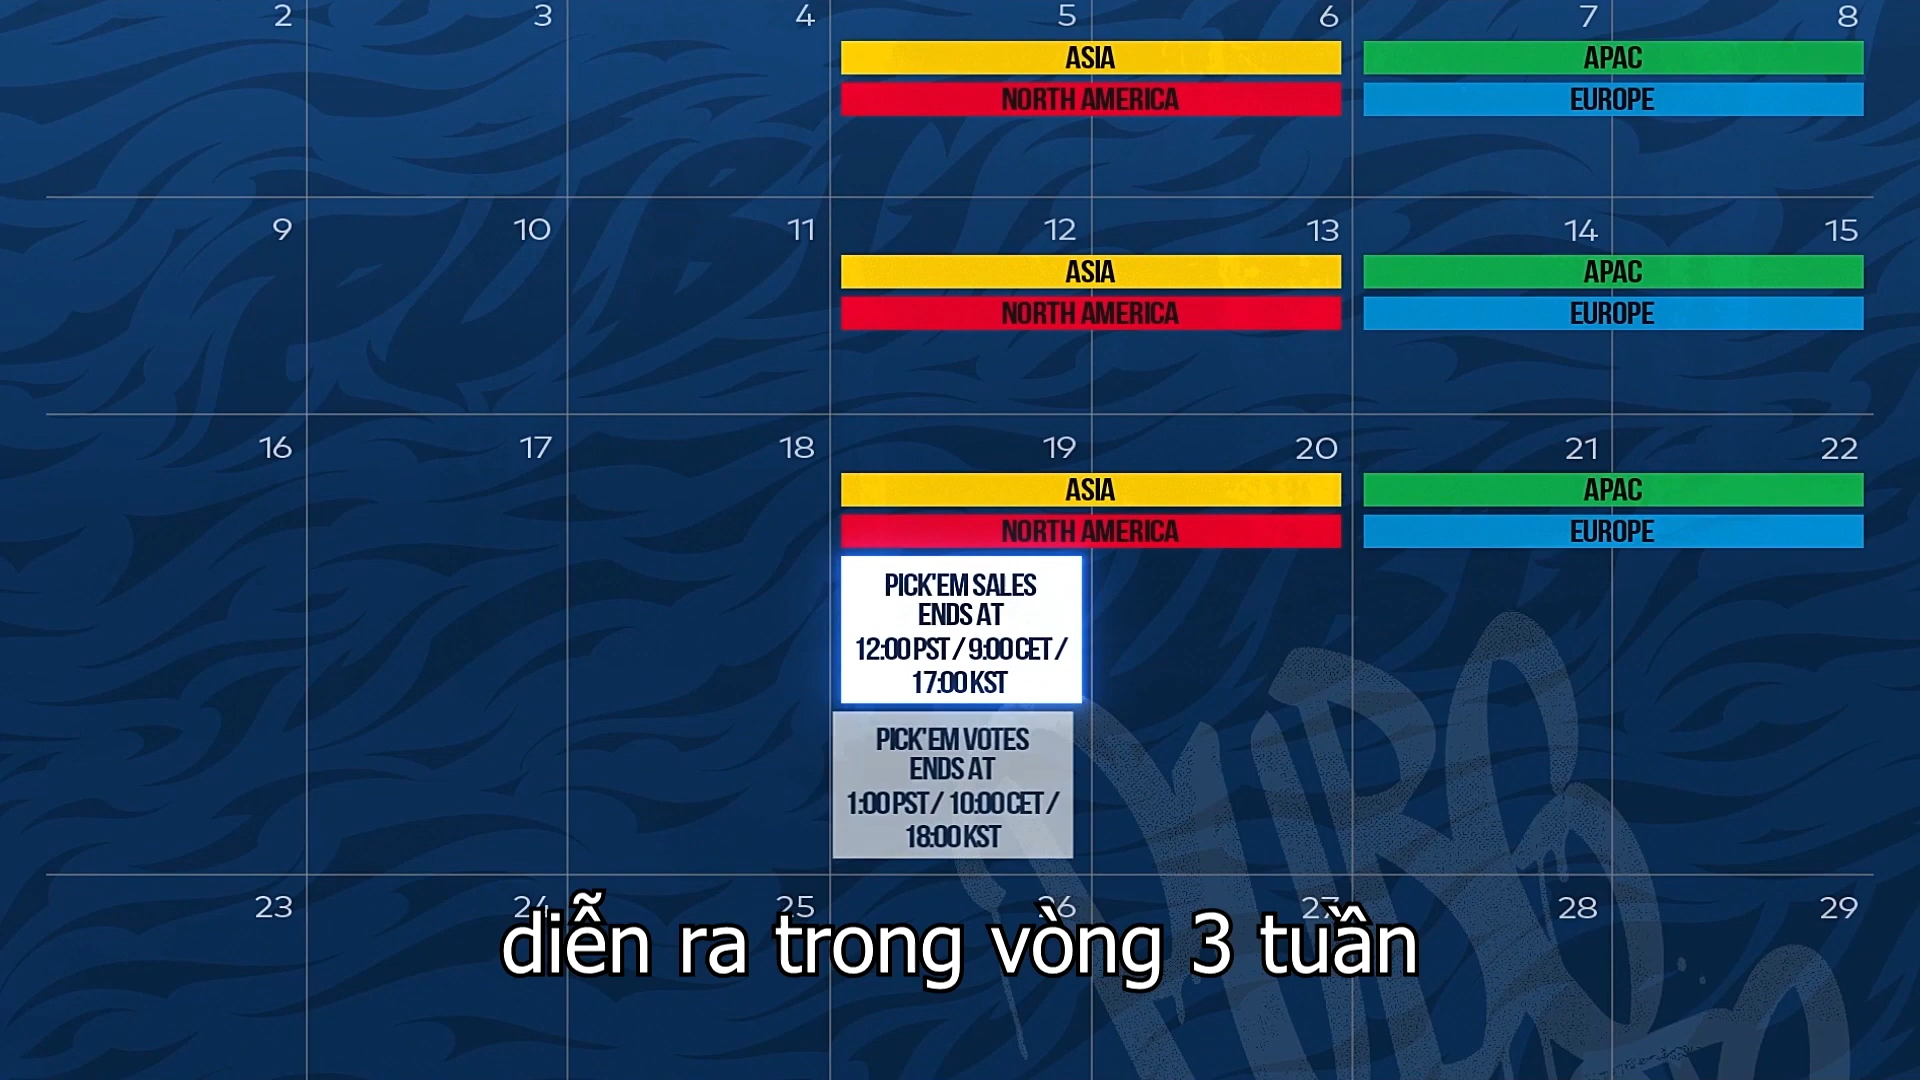 2 3 4 5 6 7 8
ASIA APAC
NORTH AMERICA EUROPE
9 10 11 12 13 14 15
ASIA APAC
NORTH AMERICA EUROPE
16 17 18 19 20 21 22
ASIA APAC
NORTH AMERICA EUROPE
PICK'EM SALES
ENDS AT
12:00 PST / 9:00 CET /
17:00 KST
PICK'EM VOTES
ENDS AT
1:00 PST / 10:00 CET /
18:00 KST
23 24 25 26 27 28 29
diễn ra trong vòng 3 tuần